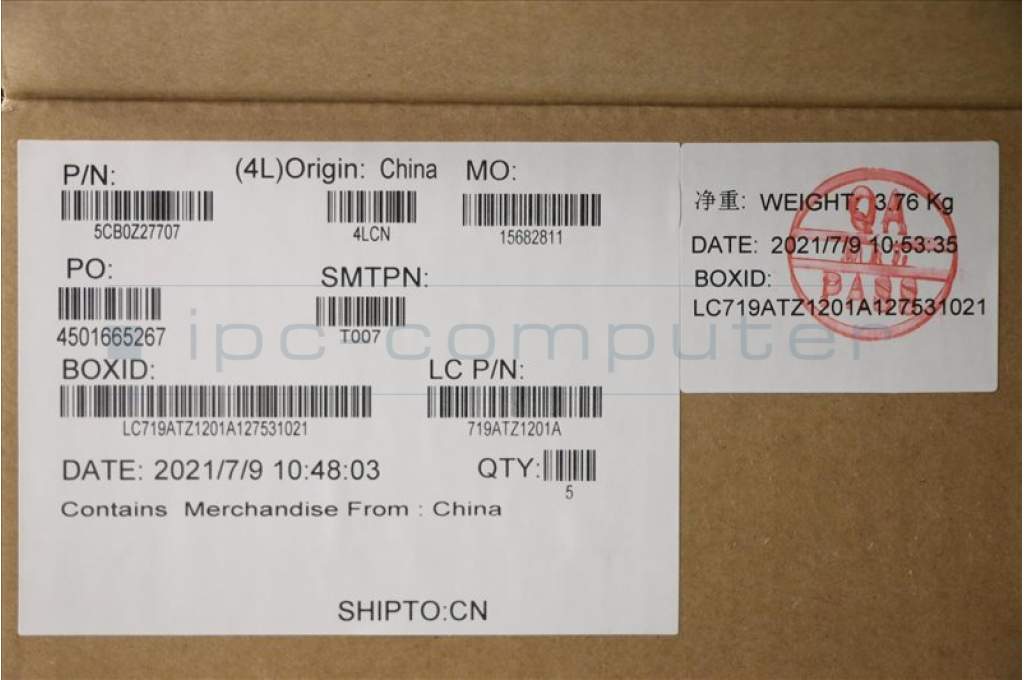 P/N: (4L)Origin: China MO:
5CB0Z27707 4LCN 15682811
PO: SMTPN:
4501665267 T007
BOXID: LC P/N:
LC719ATZ1201A127531021 719ATZ1201A
DATE: 2021/7/9 10:48:03 QTY:
5
Contains Merchandise From : China
SHIPTO:CN
净重: WEIGHT: 3.76 Kg
DATE: 2021/7/9 10:53:35
BOXID:
LC719ATZ1201A127531021
QA
PASS
ipc-computer